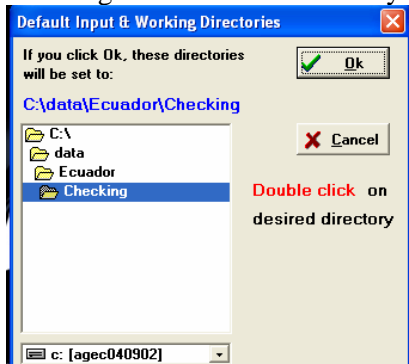 Default Input & Working Directories
If you click Ok, these directories
will be set to:
Ok
C:\data\Ecuador\Checking
C:\
data
Ecuador
Checking
Cancel
Double click on
desired directory
c: [agec040902]